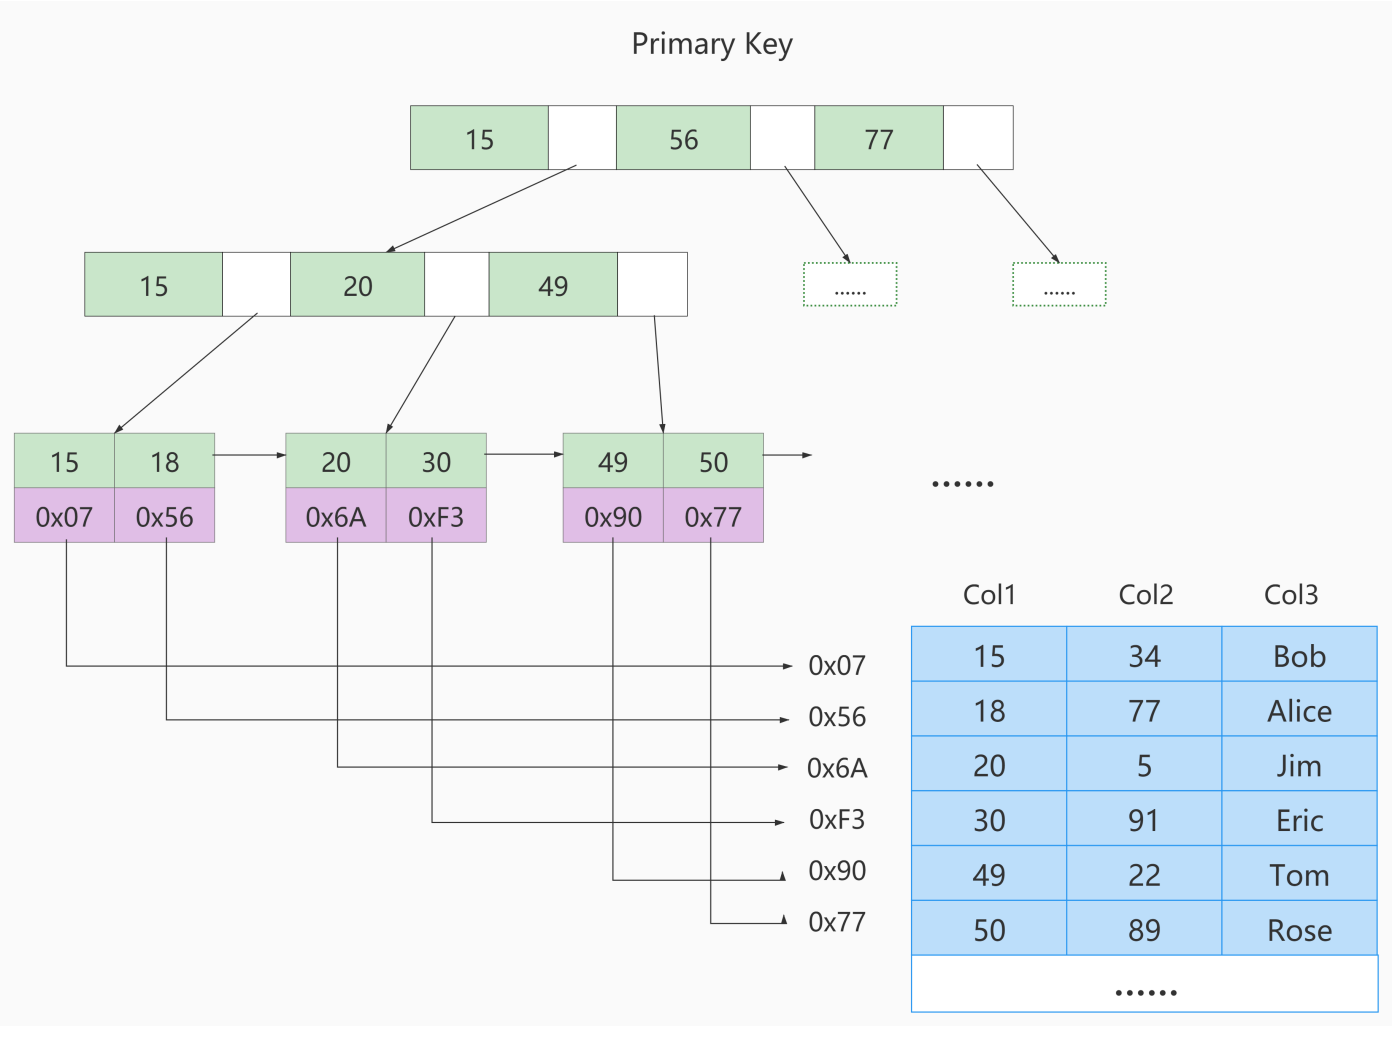 Primary Key
15 56 77
15 20 49
...... ......
15 18 20 30 49 50
0x07 0x56 0x6A 0xF3 0x90 0x77
......
Col1 Col2 Col3
0x07 15 34 Bob
0x56 18 77 Alice
0x6A 20 5 Jim
0xF3 30 91 Eric
0x90 49 22 Tom
0x77 50 89 Rose
......